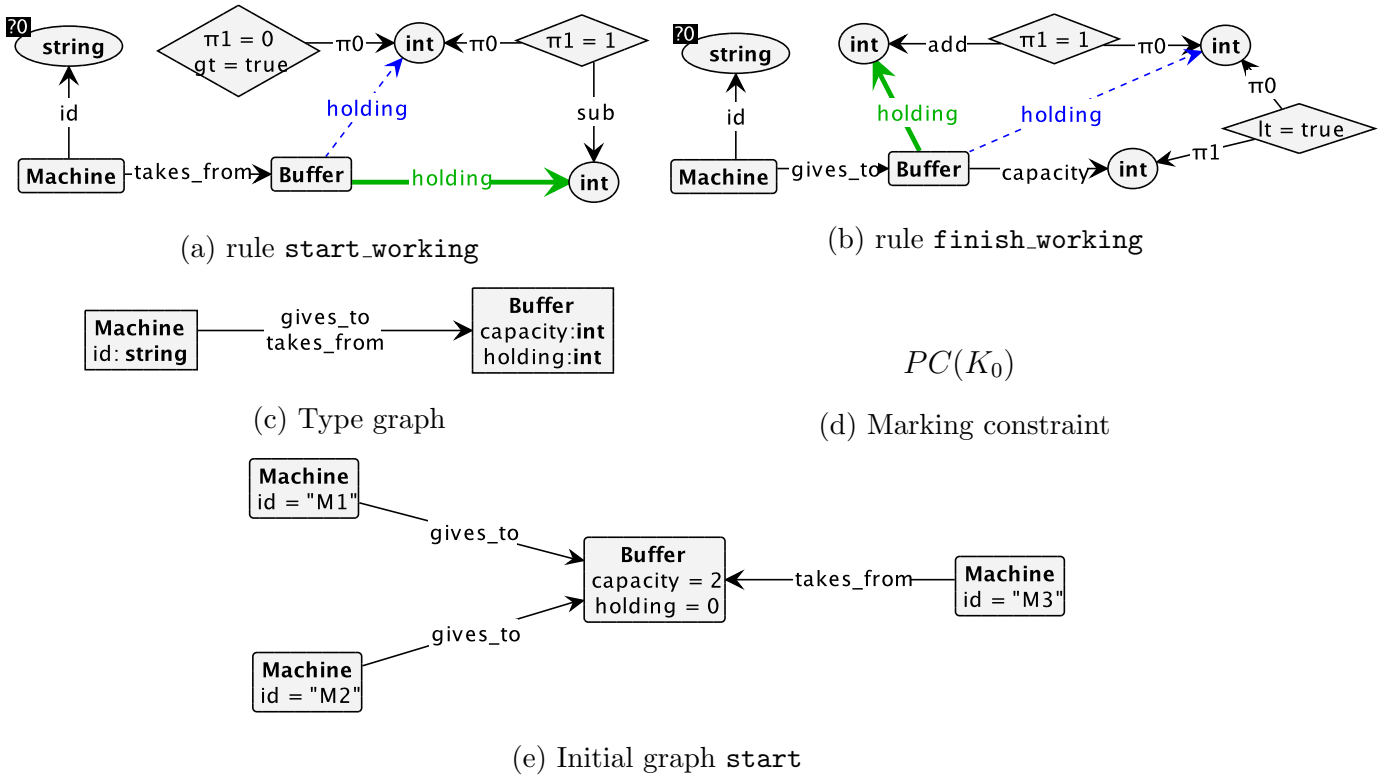 ?0
string
π1 = 0
gt = true
π0
int
π0
π1 = 1
id
holding
sub
Machine
takes_from
Buffer
holding
int
(a) rule start_working
?0
string
int
add
π1 = 1
π0
int
id
holding
holding
π0
lt = true
π1
Machine
gives_to
Buffer
capacity
int
(b) rule finish_working
Machine
id: string
gives_to
takes_from
Buffer
capacity:int
holding:int
(c) Type graph
PC(K₀)
(d) Marking constraint
Machine
id = "M1"
gives_to
Buffer
capacity = 2
holding = 0
takes_from
Machine
id = "M3"
gives_to
Machine
id = "M2"
(e) Initial graph start